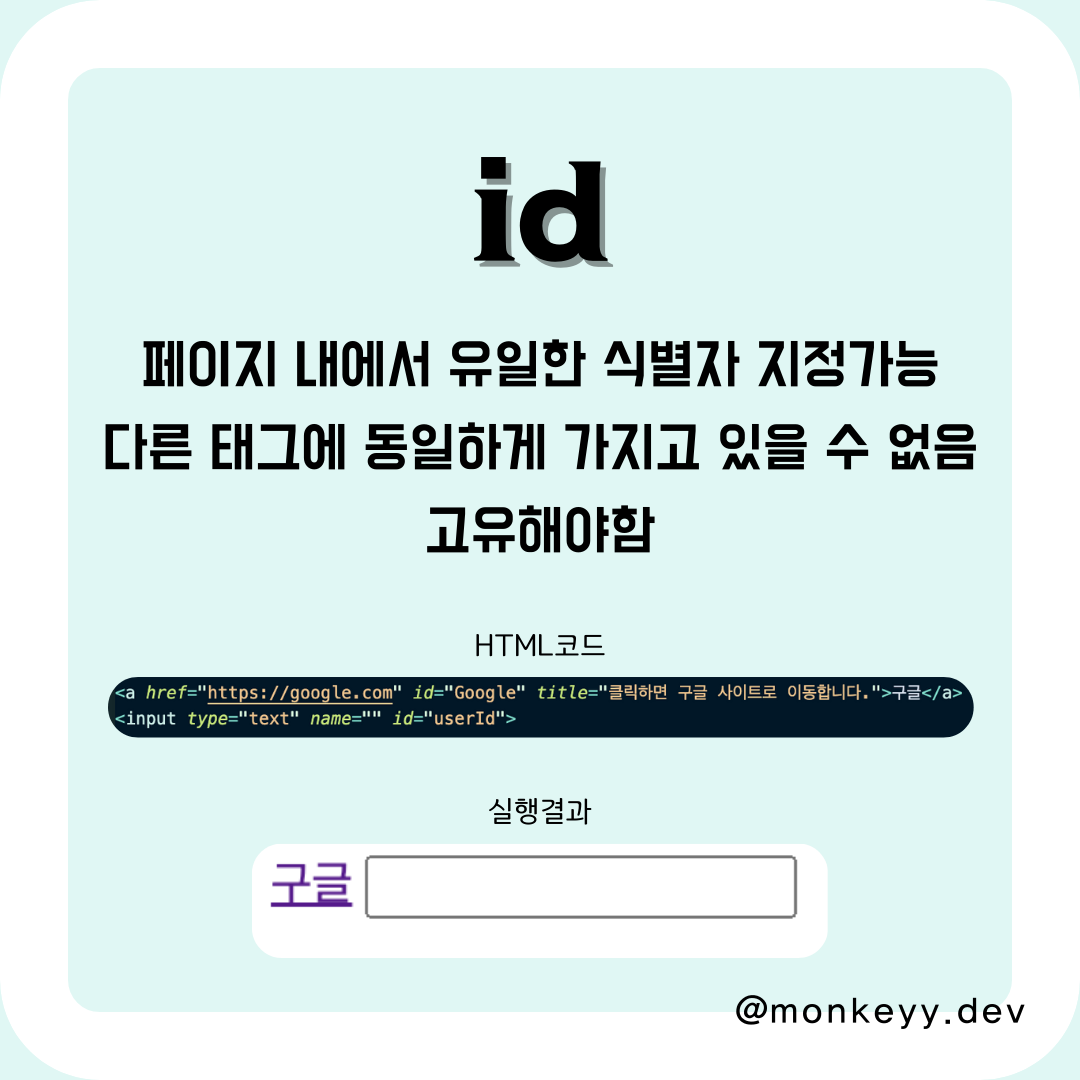 id
페이지 내에서 유일한 식별자 지정가능
다른 태그에 동일하게 가지고 있을 수 없음
고유해야함
HTML코드
<a href="https://google.com" id="Google" title="클릭하면 구글 사이트로 이동합니다.">구글</a>
<input type="text" name="" id="userId">
실행결과
구글
@monkeyy.dev